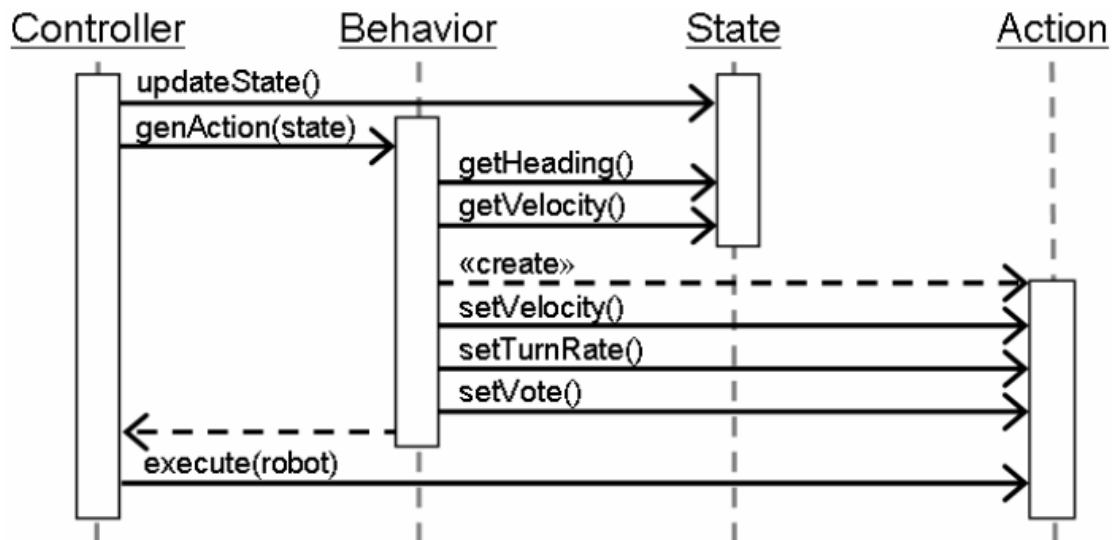 Controller Behavior State Action
updateState()
genAction(state)
getHeading()
getVelocity()
«create»
setVelocity()
setTurnRate()
setVote()
execute(robot)